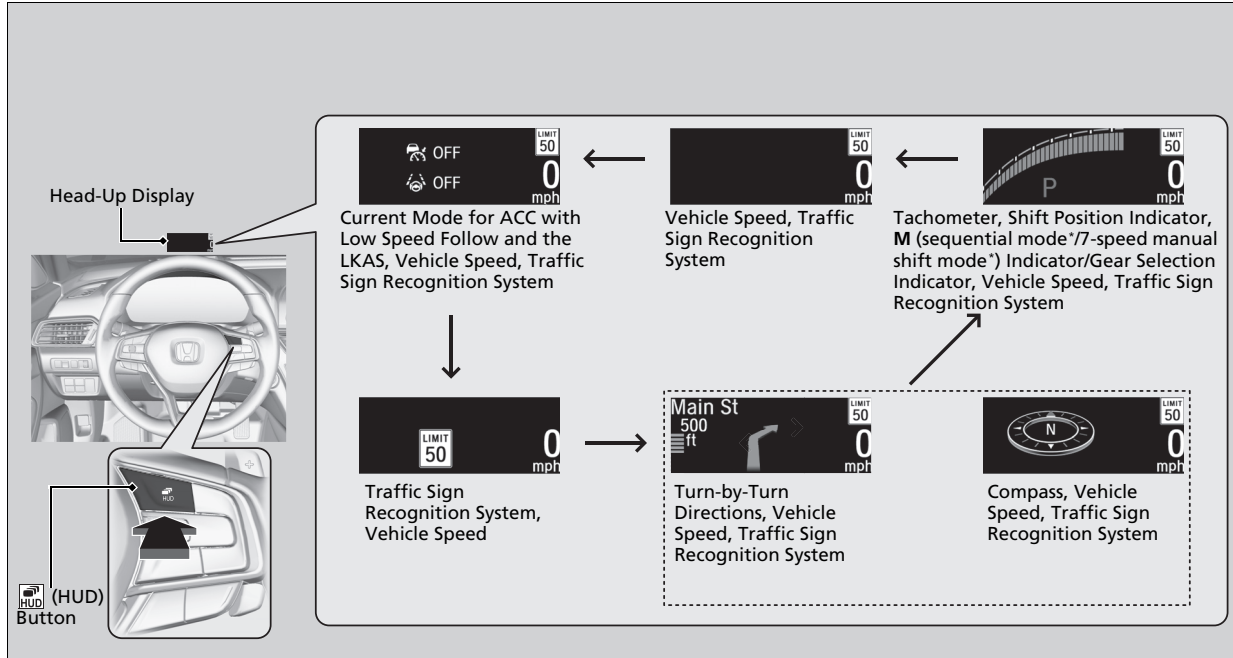 Head-Up Display
HUD
HUD (HUD)
Button
OFF
OFF
LIMIT
50
0
mph
Current Mode for ACC with
Low Speed Follow and the
LKAS, Vehicle Speed, Traffic
Sign Recognition System
LIMIT
50
0
mph
Vehicle Speed, Traffic
Sign Recognition
System
P
LIMIT
50
0
mph
Tachometer, Shift Position Indicator,
M (sequential mode*/7-speed manual
shift mode*) Indicator/Gear Selection
Indicator, Vehicle Speed, Traffic Sign
Recognition System
LIMIT
50
0
mph
Traffic Sign
Recognition System,
Vehicle Speed
Main St
500
ft
LIMIT
50
0
mph
Turn-by-Turn
Directions, Vehicle
Speed, Traffic Sign
Recognition System
N
LIMIT
50
0
mph
Compass, Vehicle
Speed, Traffic Sign
Recognition System